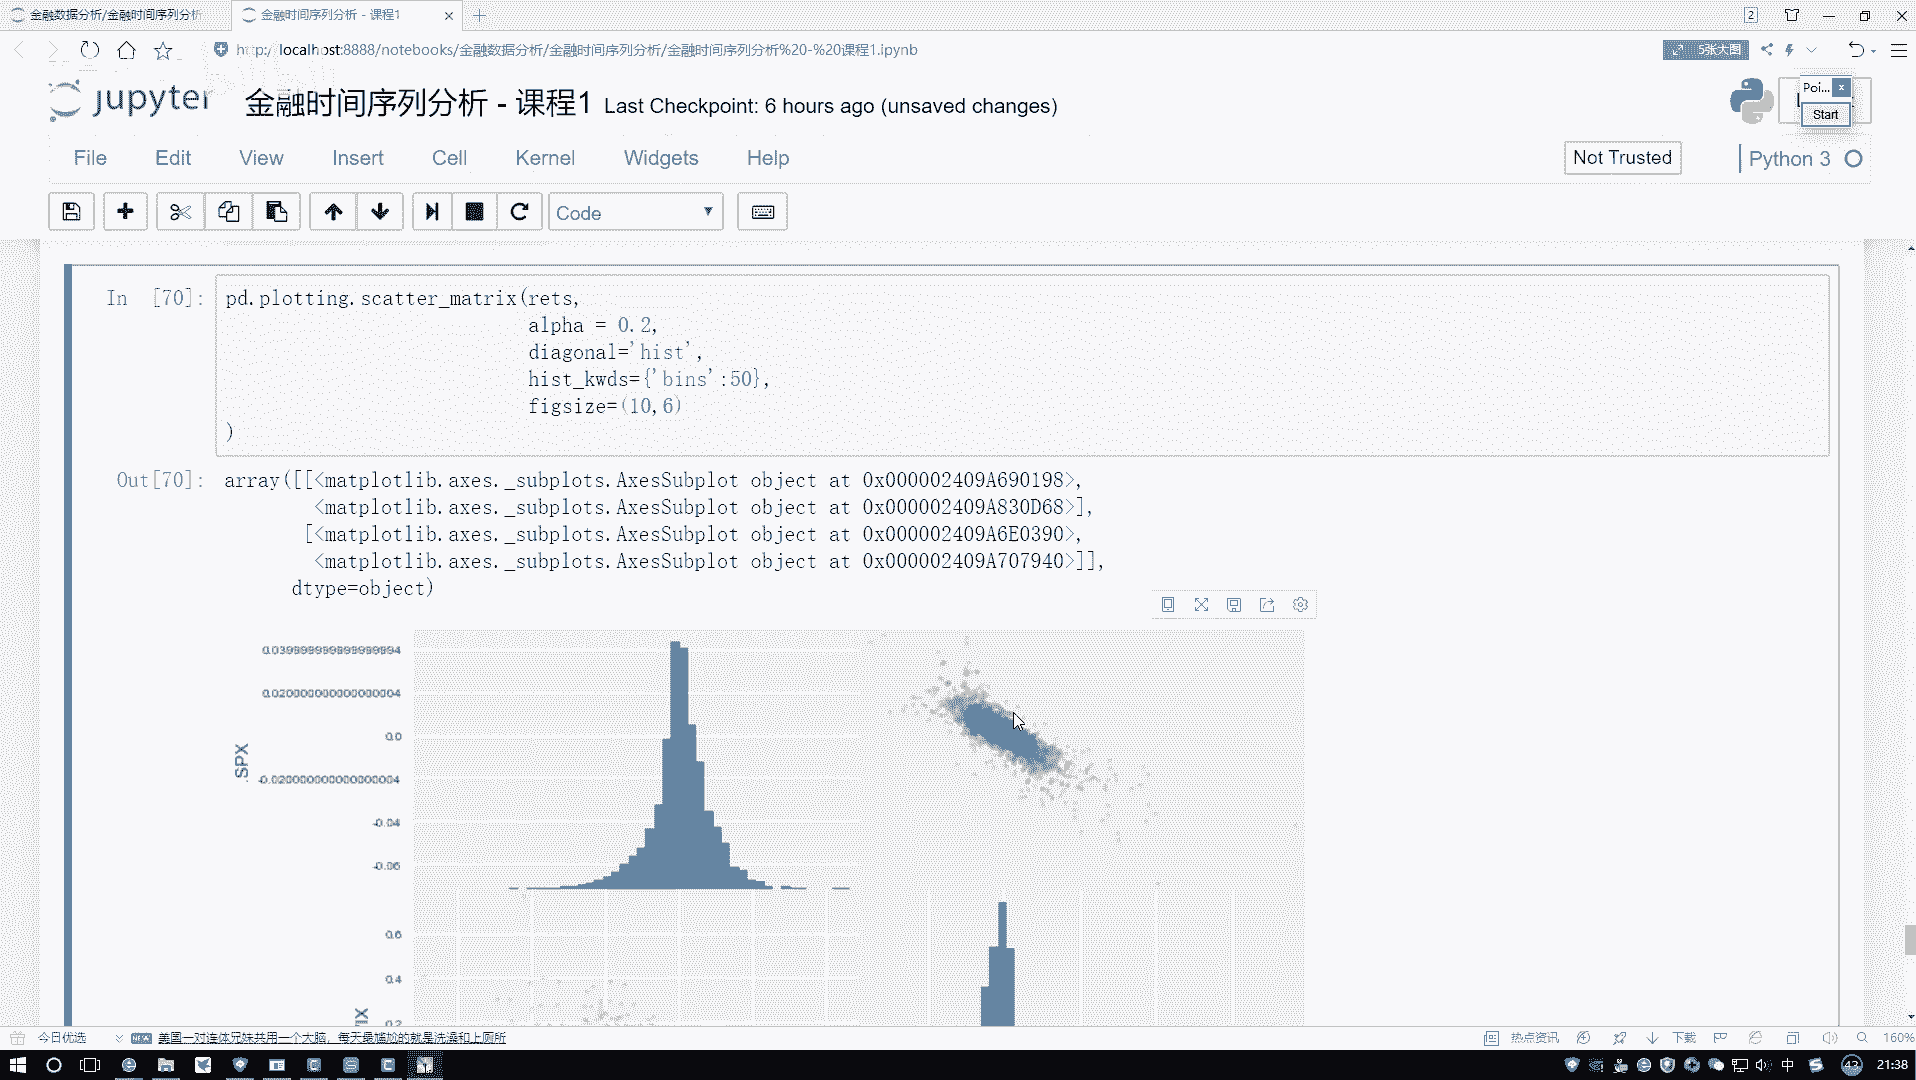 金融数据分析/金融时间序列分析
金融时间序列分析 - 课程1
2
http://localhost:8888/notebooks/金融数据分析/金融时间序列分析/金融时间序列分析%20-%20课程1.ipynb
5张大图
jupyter 金融时间序列分析 - 课程1 Last Checkpoint: 6 hours ago (unsaved changes)
Poi...
Start
File Edit View Insert Cell Kernel Widgets Help
Not Trusted
Python 3
Code
In [70]: pd.plotting.scatter_matrix(rets,
alpha = 0.2,
diagonal='hist',
hist_kwds={'bins':50},
figsize=(10,6)
)
Out[70]: array([[<matplotlib.axes._subplots.AxesSubplot object at 0x000002409A690198>,
<matplotlib.axes._subplots.AxesSubplot object at 0x000002409A830D68>],
[<matplotlib.axes._subplots.AxesSubplot object at 0x000002409A6E0390>,
<matplotlib.axes._subplots.AxesSubplot object at 0x000002409A707940>]],
dtype=object)
0.020000000000000004
0.0
-0.020000000000000004
-0.04
-0.06
.SPX
0.6
0.4
0.2
今日优选
NEW
美国一对连体兄妹共用一个大脑，每天最尴尬的就是洗澡和上厕所
热点资讯
下载
160%
中
43
21:38